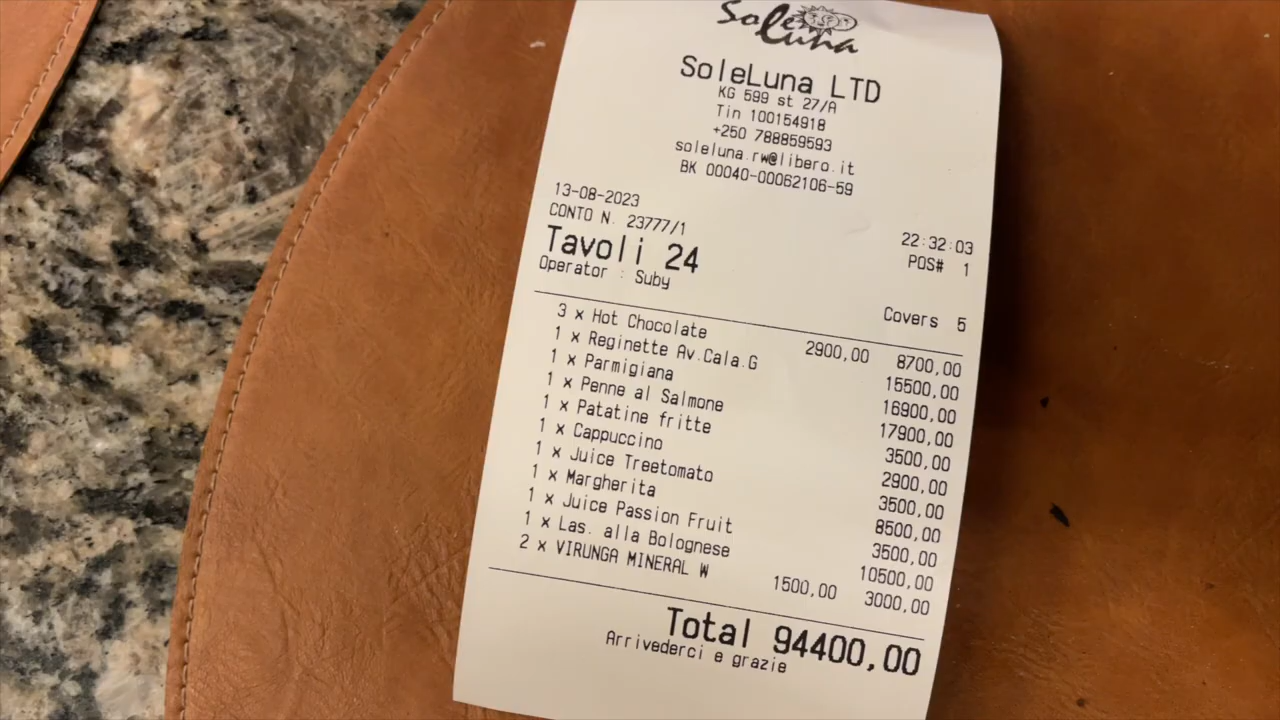 SoleLuna
SoleLuna LTD
KG 599 st 27/A
Tin 100154918
+250 788859593
soleluna.rw@libero.it
BK 00040-00062106-59
13-08-2023 22:32:03
CONTO N. 23777/1 POS# 1
Tavoli 24
Operator : Suby Covers 5
3 x Hot Chocolate 2900,00 8700,00
1 x Reginette Av.Cala.G 15500,00
1 x Parmigiana 16900,00
1 x Penne al Salmone 17900,00
1 x Patatine fritte 3500,00
1 x Cappuccino 2900,00
1 x Juice Treetomato 3500,00
1 x Margherita 8500,00
1 x Juice Passion Fruit 3500,00
1 x Las. alla Bolognese 10500,00
2 x VIRUNGA MINERAL W 1500,00 3000,00
Total 94400,00
Arrivederci e grazie